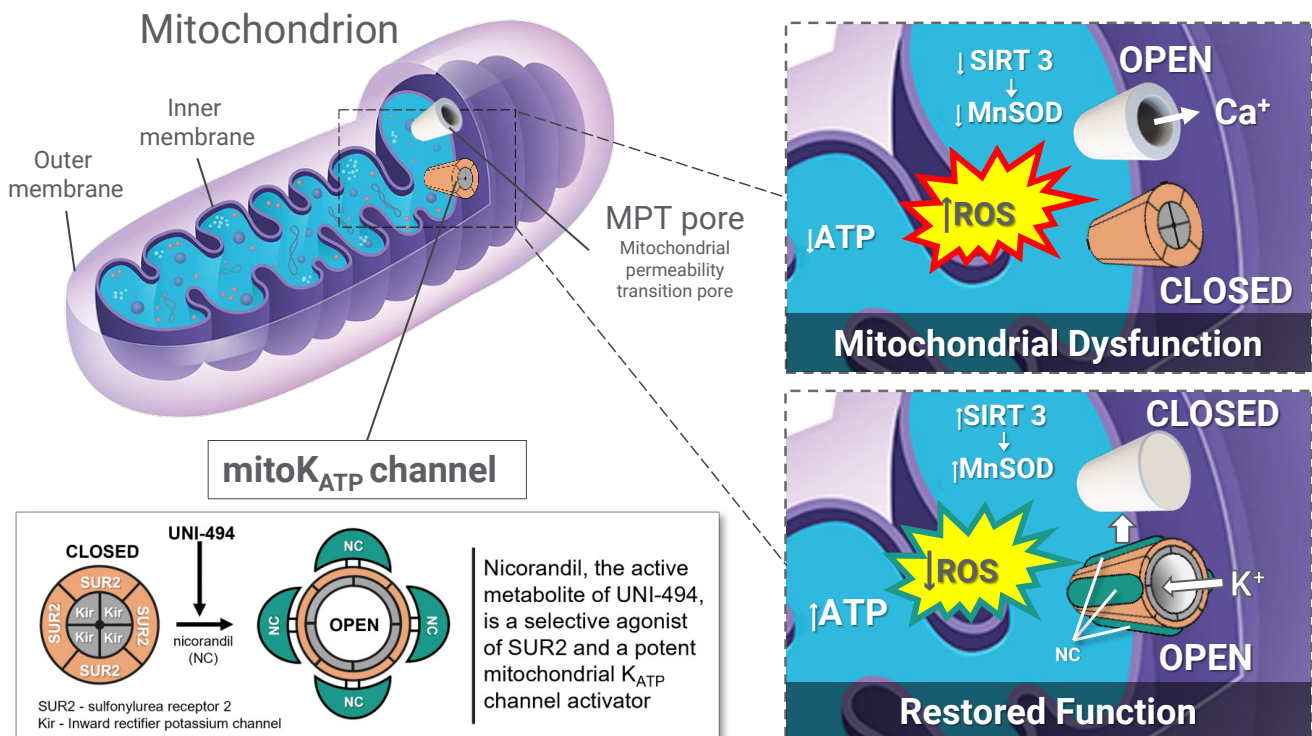 Mitochondrion
Inner
membrane
Outer
membrane
MPT pore
Mitochondrial
permeability
transition pore
mitoK_ATP channel
↓SIRT 3
↓
↓MnSOD
OPEN
Ca⁺
↑ROS
↓ATP
CLOSED
Mitochondrial Dysfunction
↑SIRT 3
↓
↑MnSOD
CLOSED
↓ROS
↑ATP
K⁺
NC
OPEN
Restored Function
UNI-494
CLOSED
SUR2
SUR2
SUR2
SUR2
Kir
Kir
Kir
Kir
nicorandil
(NC)
NC
NC
NC
NC
OPEN
SUR2 - sulfonylurea receptor 2
Kir - Inward rectifier potassium channel
Nicorandil, the active
metabolite of UNI-494,
is a selective agonist
of SUR2 and a potent
mitochondrial K_ATP
channel activator